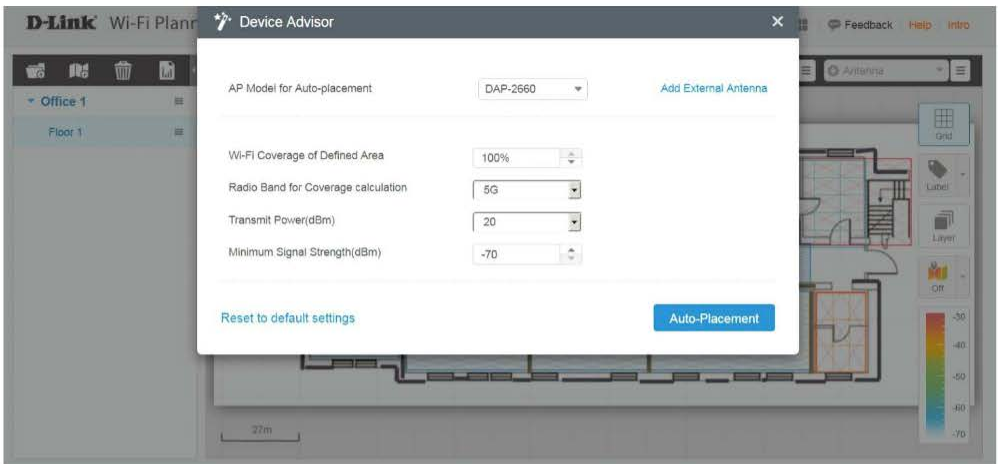 D-Link Wi-Fi Plann
Device Advisor
Feedback Help Intro
Antenna
Office 1
Floor 1
AP Model for Auto-placement DAP-2660 Add External Antenna
Wi-Fi Coverage of Defined Area 100%
Radio Band for Coverage calculation 5G
Transmit Power(dBm) 20
Minimum Signal Strength(dBm) -70
Reset to default settings Auto-Placement
Grid
Label
Layer
Off
-30
-40
-50
-60
-70
27m